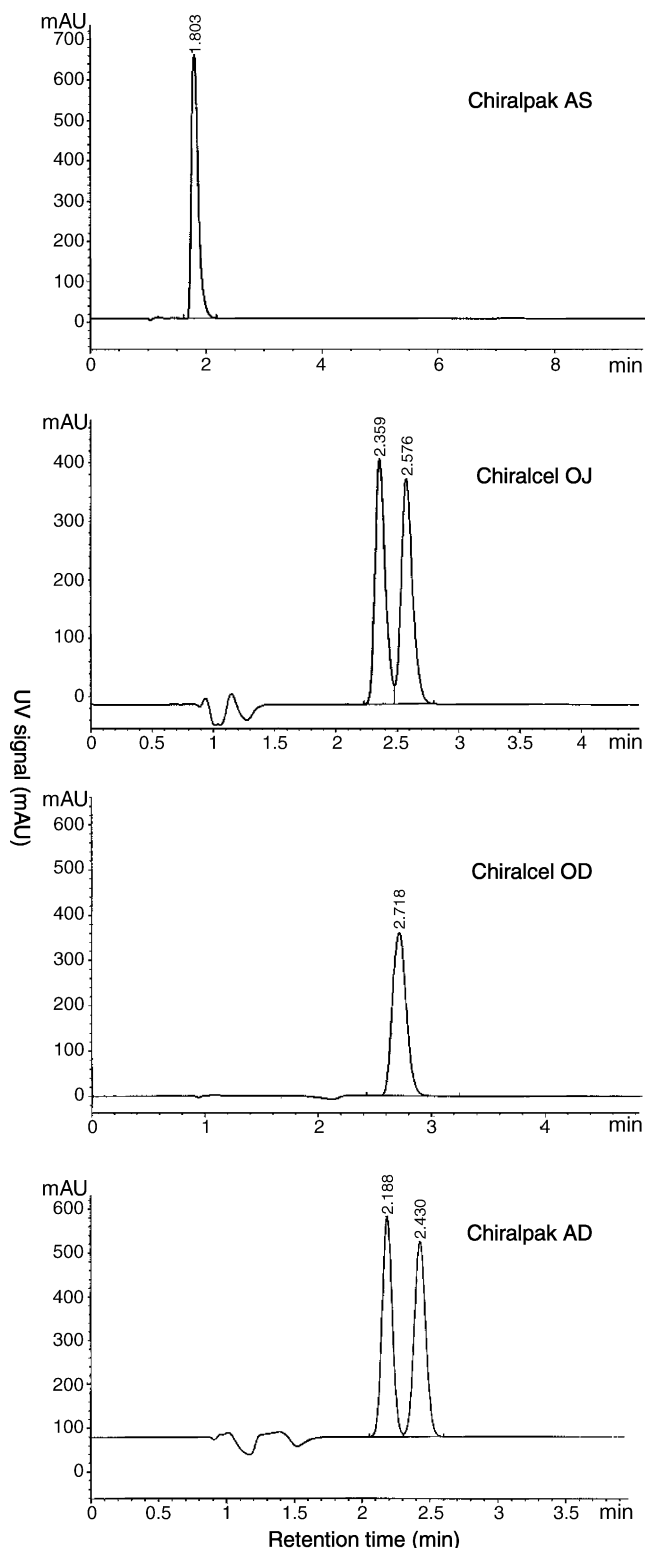 mAU
1.803
700
600
500
400
300
200
100
0
Chiralpak AS
0 2 4 6 8 min
mAU
2.359
2.576
400
300
200
100
0
Chiralcel OJ
0 0.5 1 1.5 2 2.5 3 3.5 4 min
UV signal (mAU)
mAU
600
500
400
300
200
100
0
2.718
Chiralcel OD
0 1 2 3 4 min
mAU
600
500
400
300
200
100
0
2.188
2.430
Chiralpak AD
0 0.5 1 1.5 2 2.5 3 3.5 min
Retention time (min)